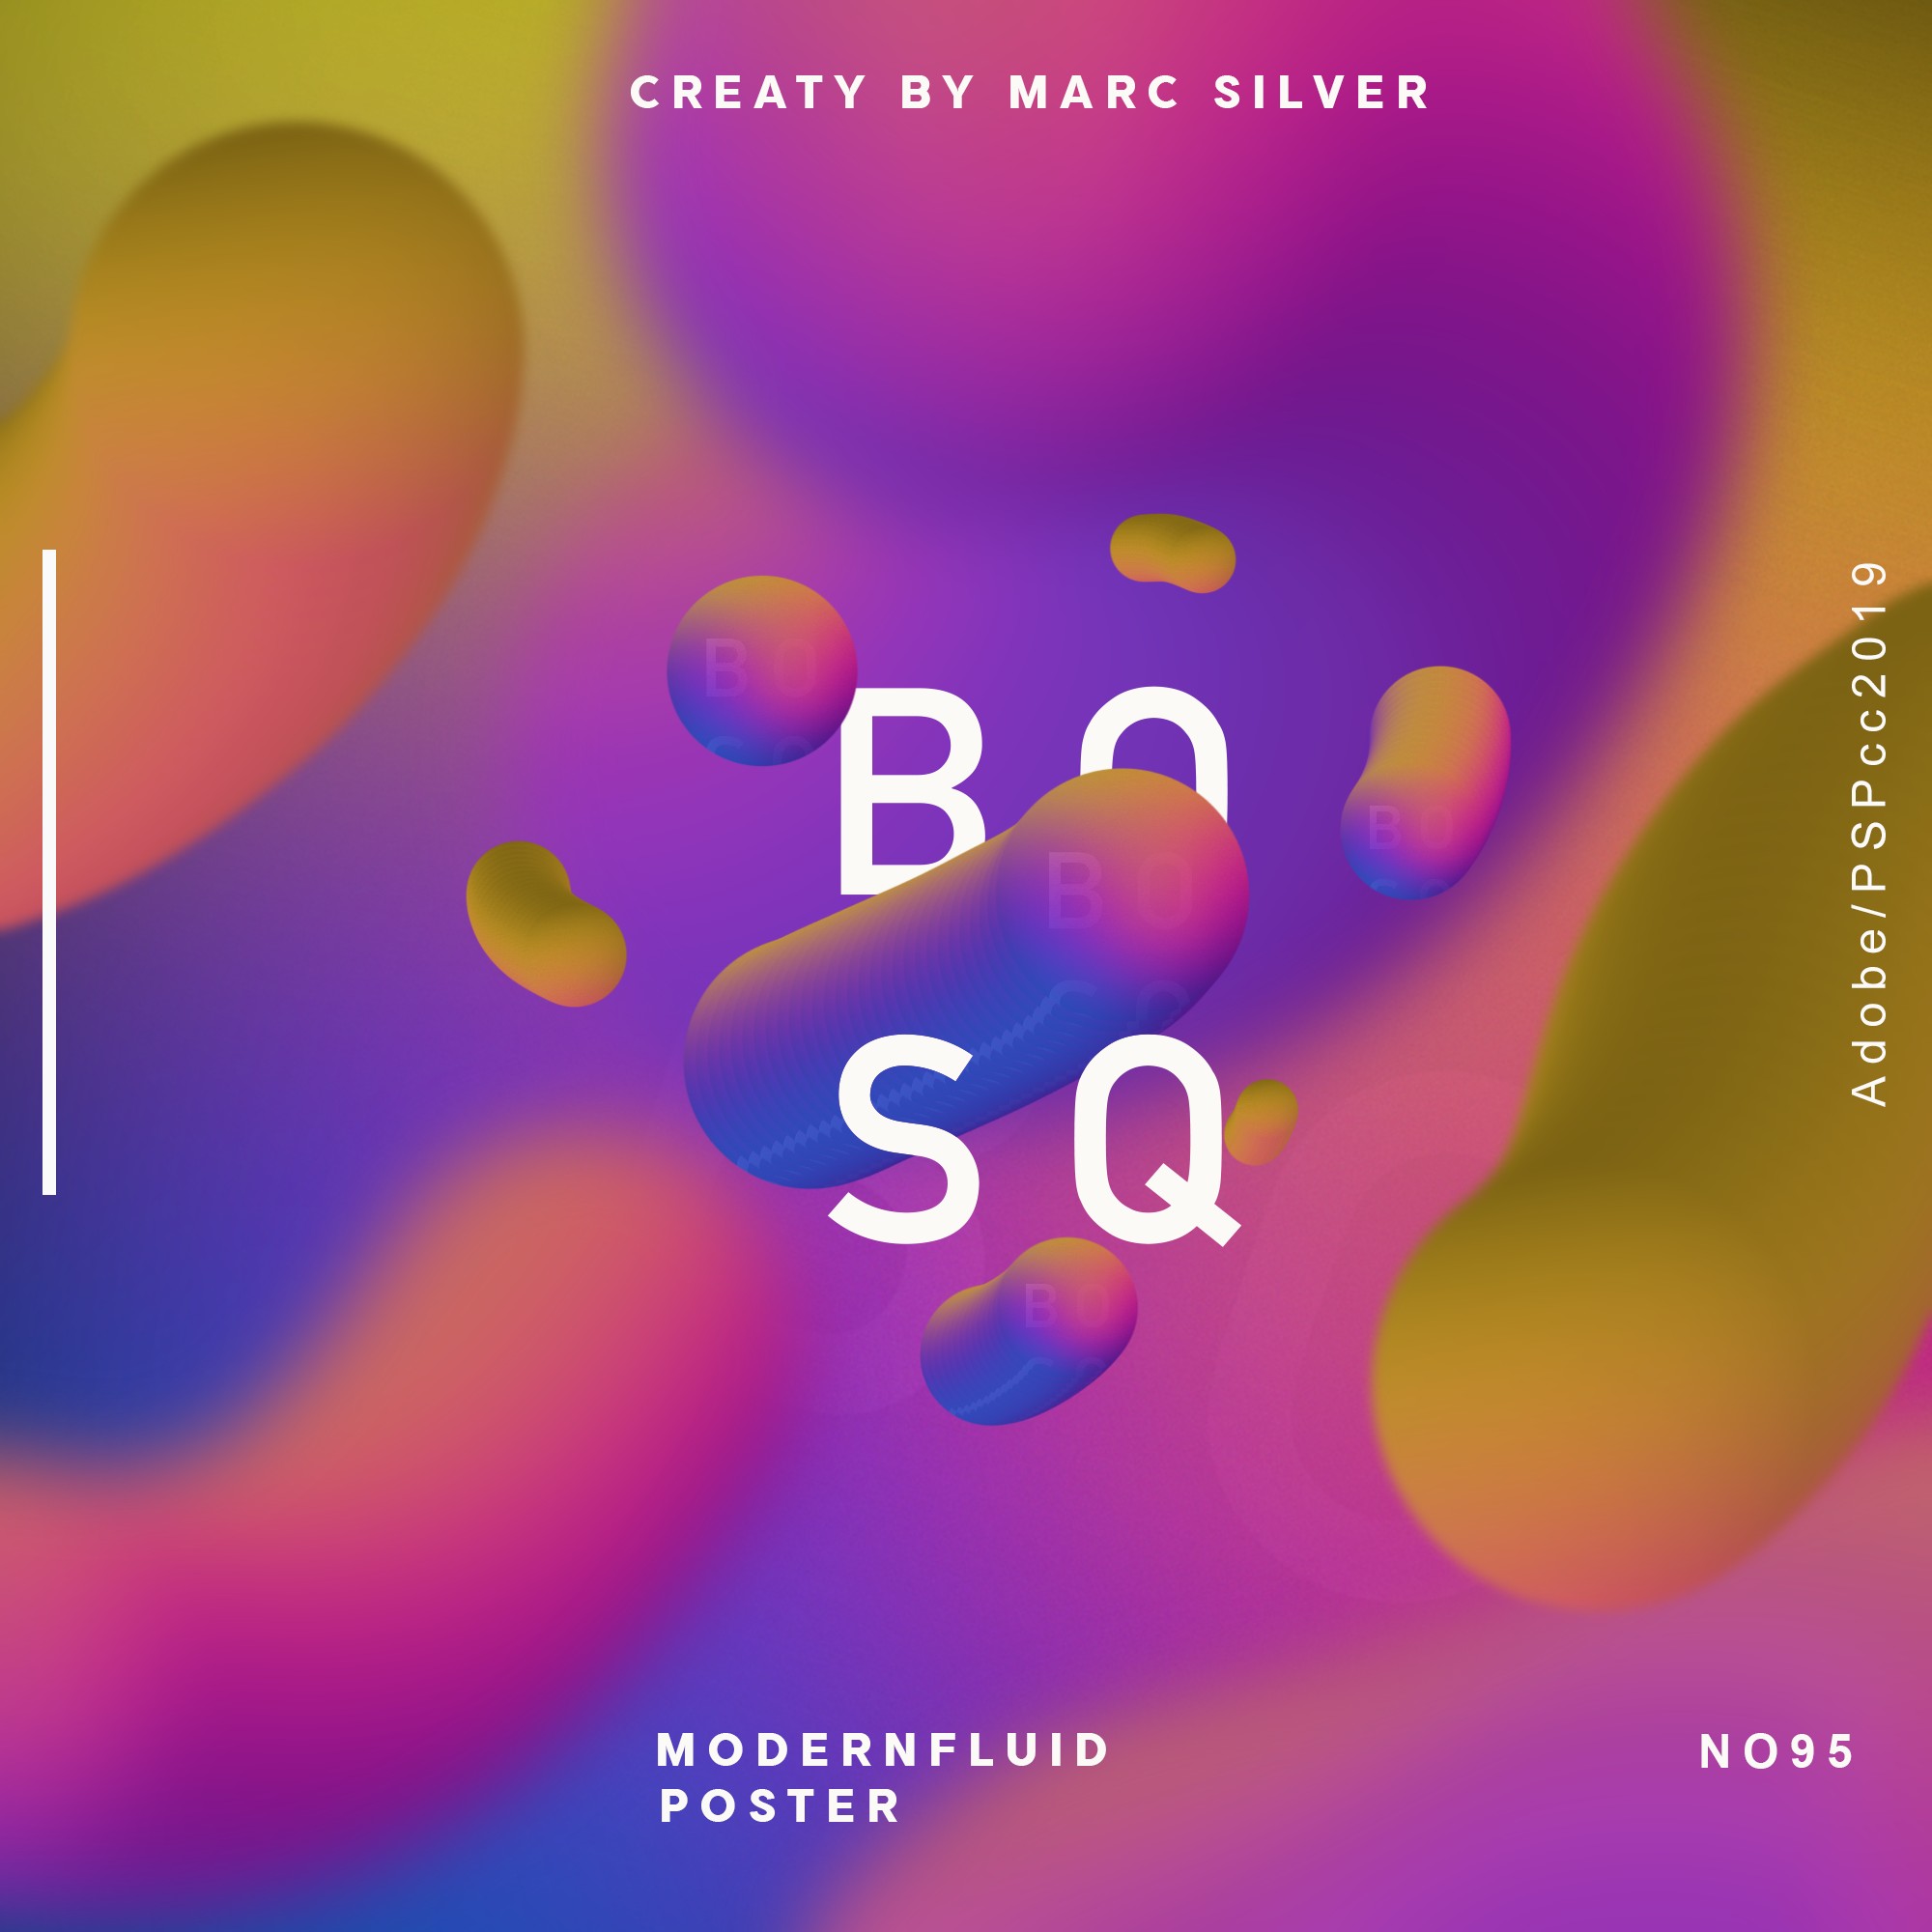 CREATY BY MARC SILVER
BO
SQ
Adobe/PSPcc2019
MODERNFLUID
POSTER
NO95